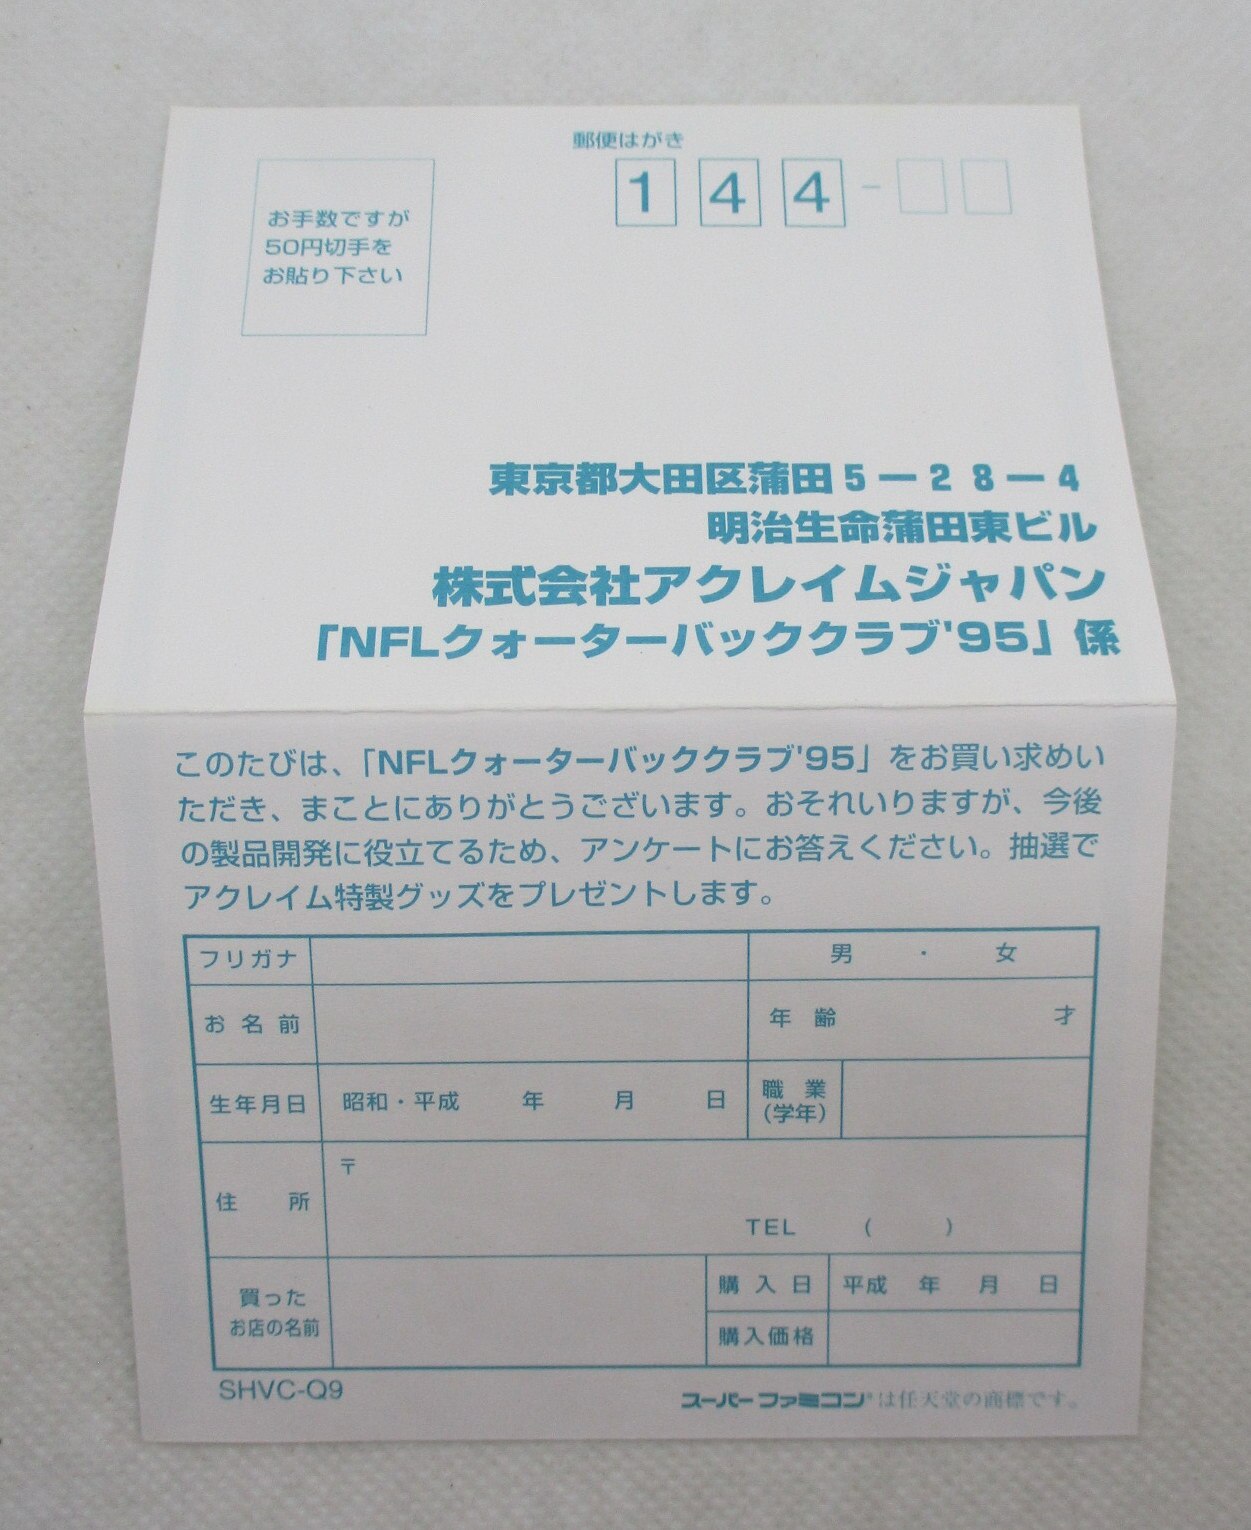 郵便はがき
144-
お手数ですが
50円切手を
お貼り下さい
東京都大田区蒲田5ー28ー4
明治生命蒲田東ビル
株式会社アクレイムジャパン
「NFLクォーターバッククラブ'95」係
このたびは、「NFLクォーターバッククラブ'95」をお買い求めい
ただき、まことにありがとうございます。おそれいりますが、今後
の製品開発に役立てるため、アンケートにお答えください。抽選で
アクレイム特製グッズをプレゼントします。
フリガナ 男・女
お名前 年齢 才
生年月日 昭和・平成 年 月 日 職業
(学年)
住所 〒
TEL ( )
買った
お店の名前
購入日 平成 年 月 日
購入価格
SHVC-Q9
スーパーファミコン®は任天堂の商標です。